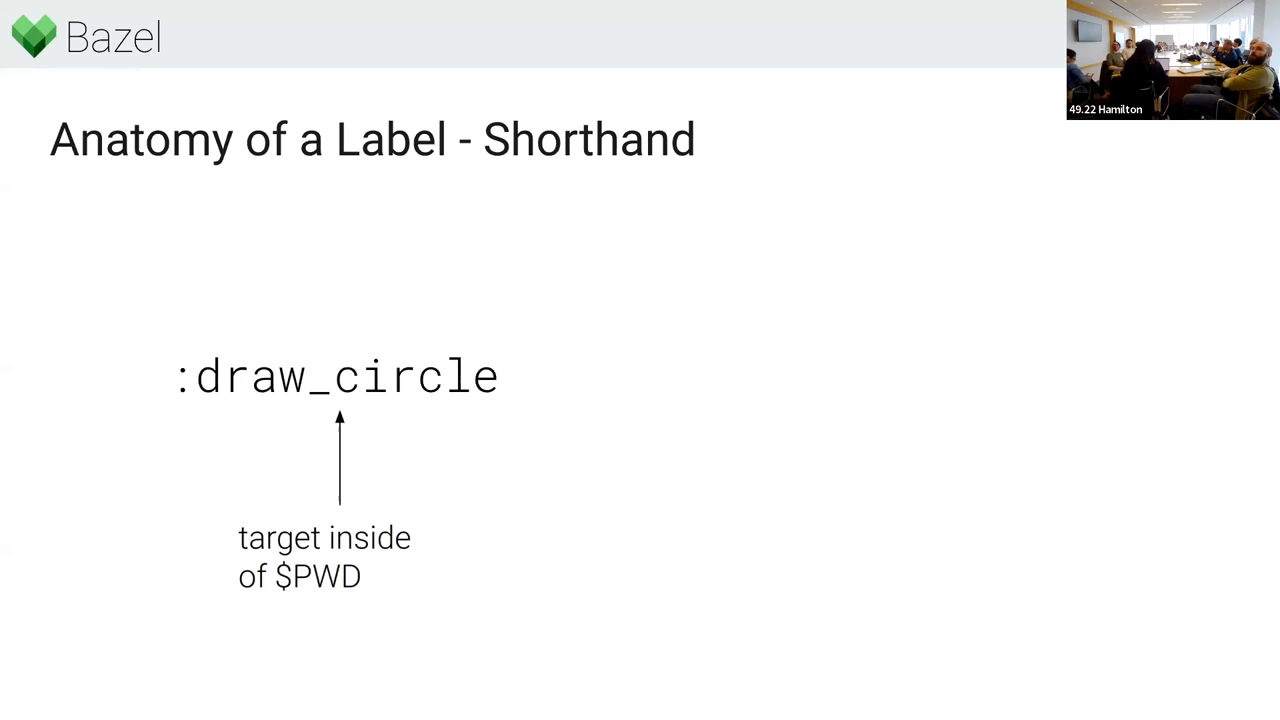 Bazel
49.22 Hamilton
Anatomy of a Label - Shorthand
:draw_circle
target inside
of $PWD